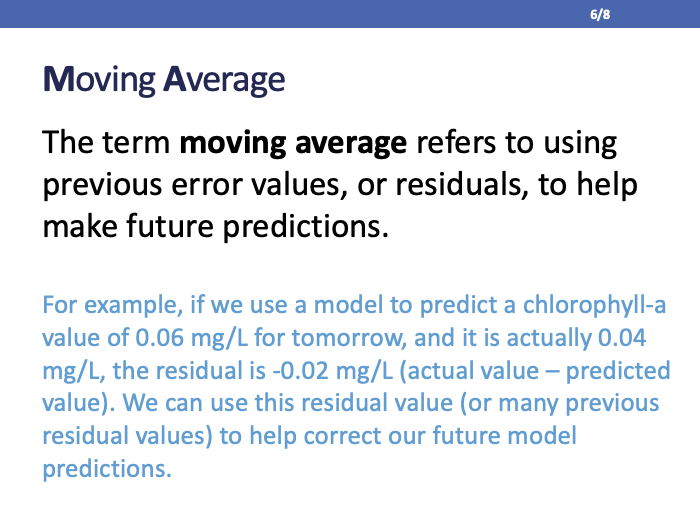 6/8
Moving Average
The term moving average refers to using
previous error values, or residuals, to help
make future predictions.
For example, if we use a model to predict a chlorophyll-a
value of 0.06 mg/L for tomorrow, and it is actually 0.04
mg/L, the residual is -0.02 mg/L (actual value – predicted
value). We can use this residual value (or many previous
residual values) to help correct our future model
predictions.